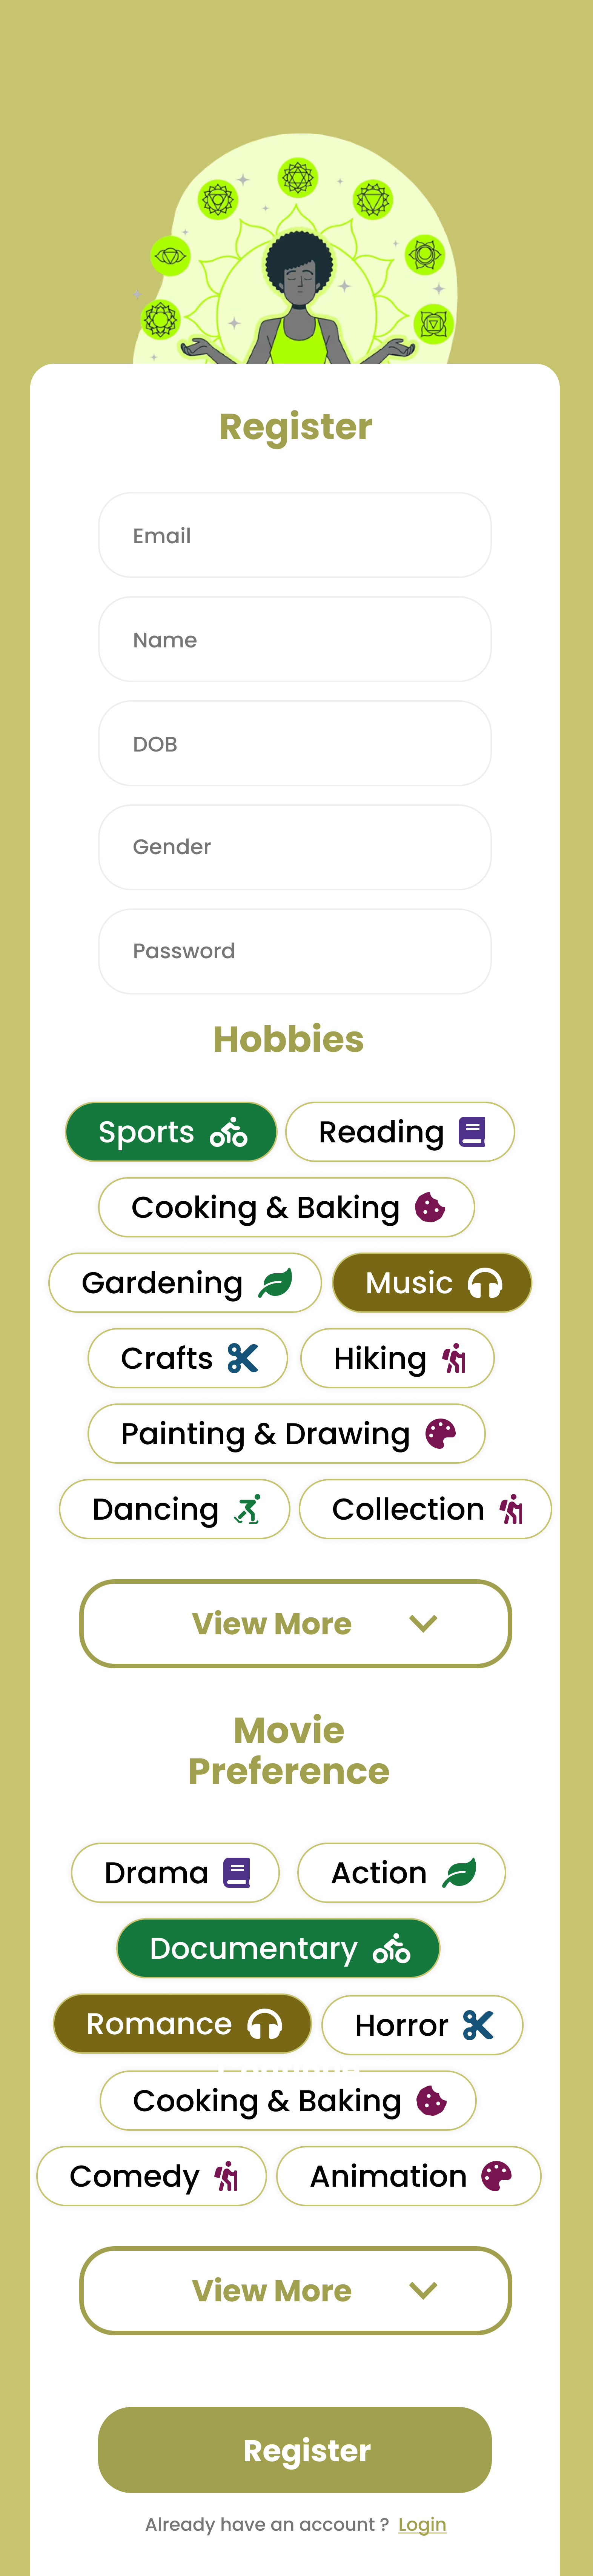 Register
Email
Name
DOB
Gender
Password
Hobbies
Sports Reading
Cooking & Baking
Gardening Music
Crafts Hiking
Painting & Drawing
Dancing Collection
View More
Movie
Preference
Drama Action
Documentary
Romance Horror
Cooking & Baking
Comedy Animation
View More
Register
Already have an account ? Login